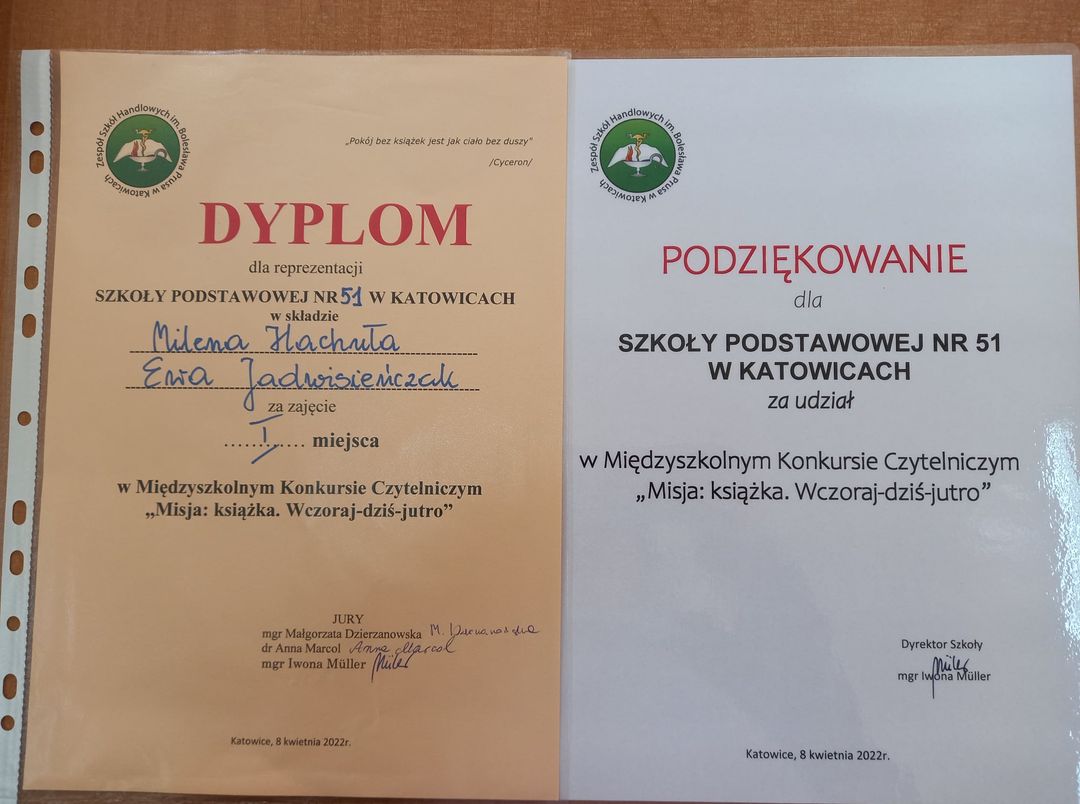 Zespół Szkół Handlowych im. Bolesława Prusa w Katowicach
„Pokój bez książek jest jak ciało bez duszy”
/Cyceron/
DYPLOM
dla reprezentacji
SZKOŁY PODSTAWOWEJ NR 51 W KATOWICACH
w składzie
Milena Hachuła
Ewa Jadwisieńczak
za zajęcie
.......I....... miejsca
w Międzyszkolnym Konkursie Czytelniczym
„Misja: książka. Wczoraj-dziś-jutro”
JURY
mgr Małgorzata Dzierzanowska
dr Anna Marcol Anna Marcol
mgr Iwona Müller Müller
Katowice, 8 kwietnia 2022r.
Zespół Szkół Handlowych im. Bolesława Prusa w Katowicach
PODZIĘKOWANIE
dla
SZKOŁY PODSTAWOWEJ NR 51
W KATOWICACH
za udział
w Międzyszkolnym Konkursie Czytelniczym
„Misja: książka. Wczoraj-dziś-jutro”
Dyrektor Szkoły
Müller
mgr Iwona Müller
Katowice, 8 kwietnia 2022r.